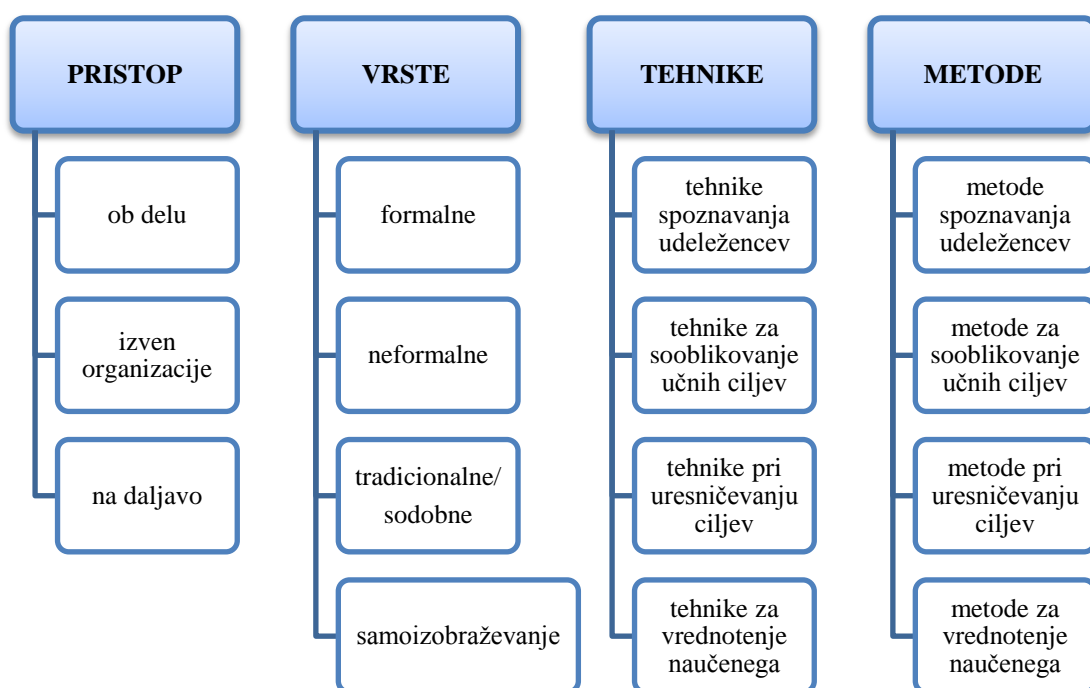 PRISTOP
ob delu
izven
organizacije
na daljavo
VRSTE
formalne
neformalne
tradicionalne/
sodobne
samoizobraževanje
TEHNIKE
tehnike
spoznavanja
udeležencev
tehnike za
sooblikovanje
učnih ciljev
tehnike pri
uresničevanju
ciljev
tehnike za
vrednotenje
naučenega
METODE
metode
spoznavanja
udeležencev
metode za
sooblikovanje
učnih ciljev
metode pri
uresničevanju
ciljev
metode za
vrednotenje
naučenega